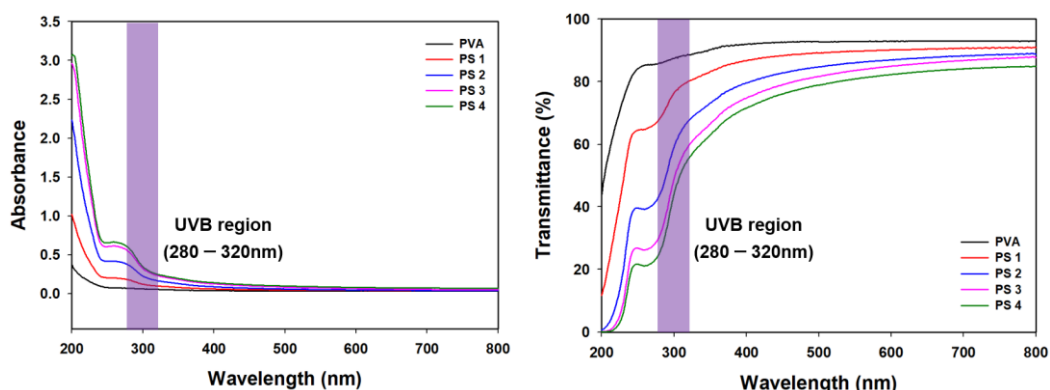 3.5
3.0
2.5
2.0
1.5
1.0
0.5
0.0
Absorbance
PVA
PS 1
PS 2
PS 3
PS 4
UVB region
(280 – 320nm)
200 300 400 500 600 700 800
Wavelength (nm)
100
80
60
40
20
0
Transmittance (%)
UVB region
(280 – 320nm)
PVA
PS 1
PS 2
PS 3
PS 4
200 300 400 500 600 700 800
Wavelength (nm)